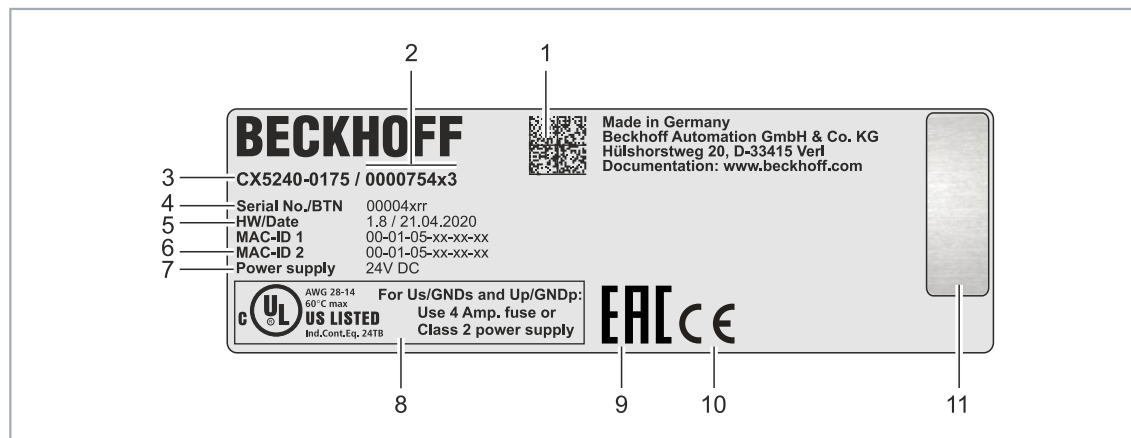 2 1
BECKHOFF
Made in Germany
Beckhoff Automation GmbH & Co. KG
Hülshorstweg 20, D-33415 Verl
Documentation: www.beckhoff.com
3 CX5240-0175 / 0000754x3
4 Serial No./BTN 00004xrr
5 HW/Date 1.8 / 21.04.2020
MAC-ID 1 00-01-05-xx-xx-xx
6 MAC-ID 2 00-01-05-xx-xx-xx
7 Power supply 24V DC
C UL ® AWG 28-14
60°C max
US LISTED
Ind.Cont.Eq. 24TB
For Us/GNDs and Up/GNDp:
Use 4 Amp. fuse or
Class 2 power supply
EAC CE
8 9 10 11